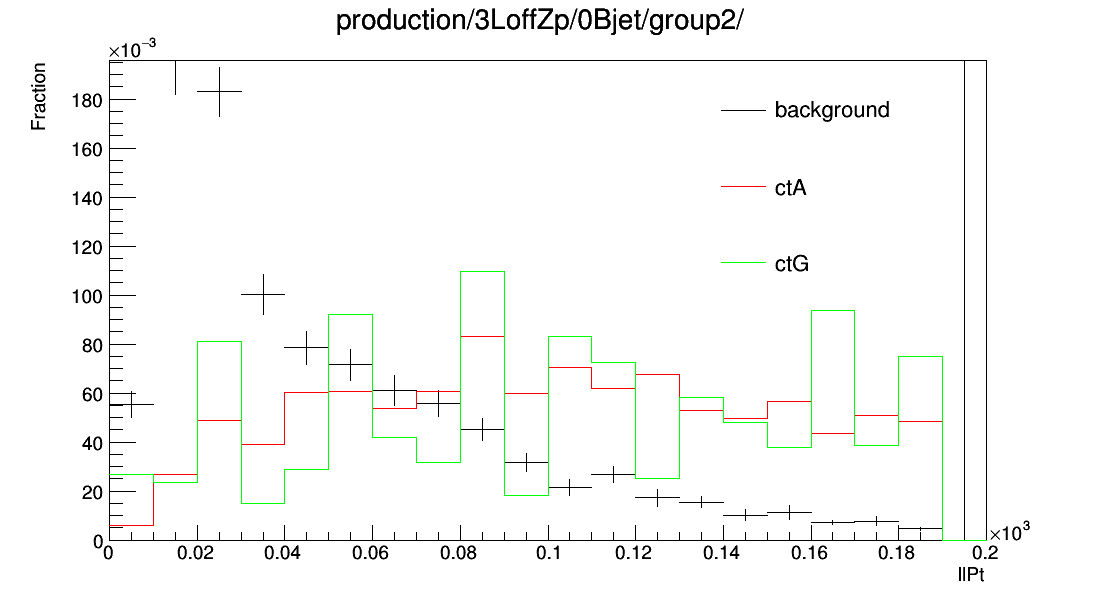 production/3LoffZp/0Bjet/group2/
×10⁻³
Fraction
180
160
140
120
100
80
60
40
20
0
background
ctA
ctG
0 0.02 0.04 0.06 0.08 0.1 0.12 0.14 0.16 0.18 0.2
×10³
llPt